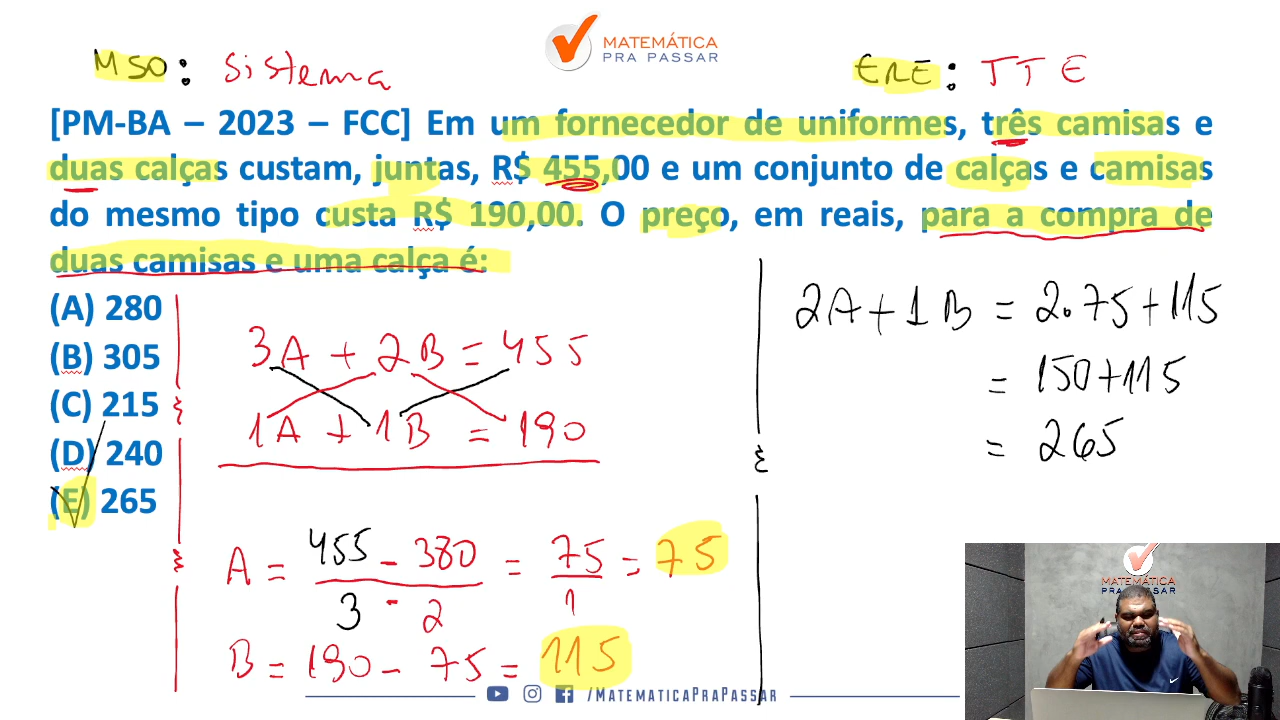 MATEMÁTICA
PRA PASSAR
MSO: Sistema
ERE: TTE
[PM-BA – 2023 – FCC] Em um fornecedor de uniformes, três camisas e
duas calças custam, juntas, R$ 455,00 e um conjunto de calças e camisas
do mesmo tipo custa R$ 190,00. O preço, em reais, para a compra de
duas camisas e uma calça é:
(A) 280
(B) 305
(C) 215
(D) 240
(E) 265
3A + 2B = 455
1A + 1B = 190
A = 455 - 380 / 3 - 2 = 75 / 1 = 75
B = 190 - 75 = 115
2A + 1B = 2.75 + 115
= 150 + 115
= 265
/MATEMATICAPRAPASSAR
MATEMÁTICA
PRA PASSAR